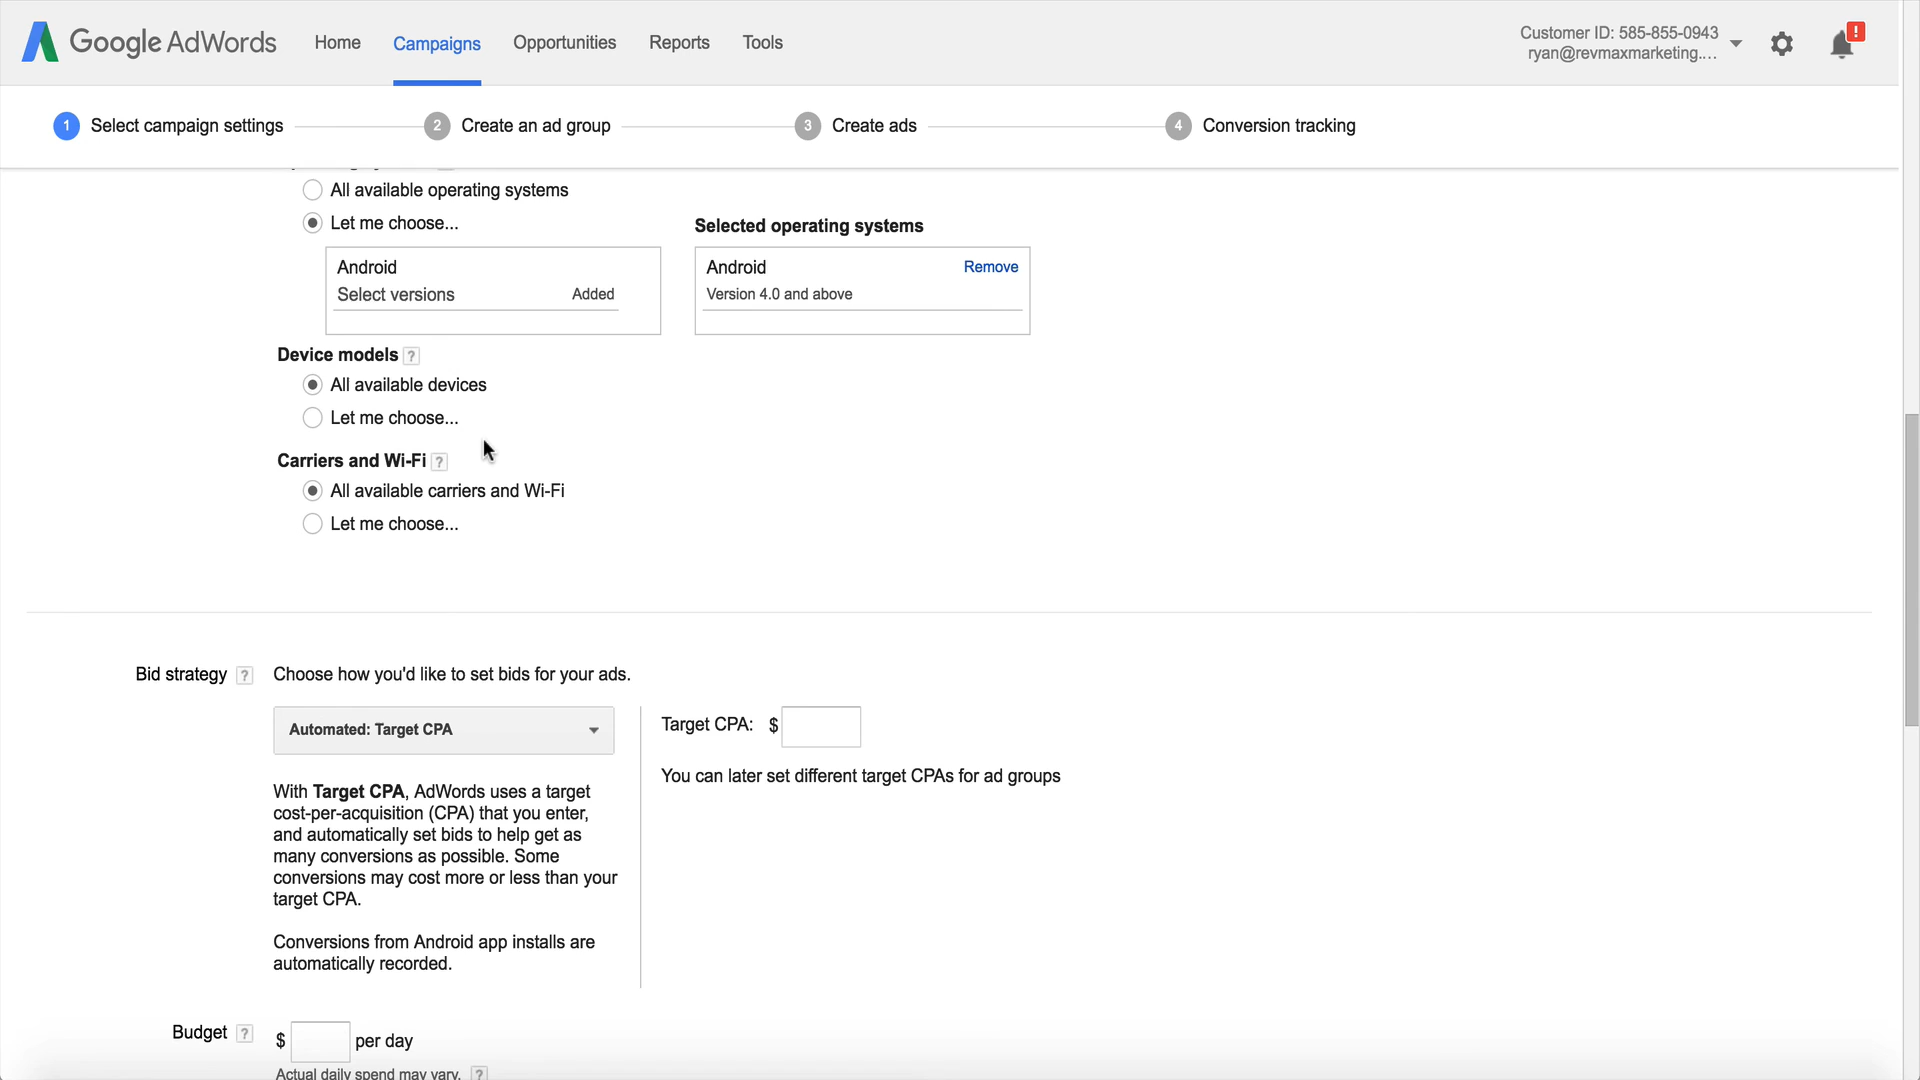 Google AdWords
Home
Campaigns
Opportunities
Reports
Tools
Customer ID: 585-855-0943
ryan@revmaxmarketing....
!
1 Select campaign settings
2 Create an ad group
3 Create ads
4 Conversion tracking
All available operating systems
Let me choose...
Selected operating systems
Android
Select versions
Added
Android
Remove
Version 4.0 and above
Device models ?
All available devices
Let me choose...
Carriers and Wi-Fi ?
All available carriers and Wi-Fi
Let me choose...
Bid strategy ?
Choose how you'd like to set bids for your ads.
Automated: Target CPA
Target CPA: $
You can later set different target CPAs for ad groups
With Target CPA, AdWords uses a target
cost-per-acquisition (CPA) that you enter,
and automatically set bids to help get as
many conversions as possible. Some
conversions may cost more or less than your
target CPA.
Conversions from Android app installs are
automatically recorded.
Budget ?
$ per day
Actual daily spend may vary. ?